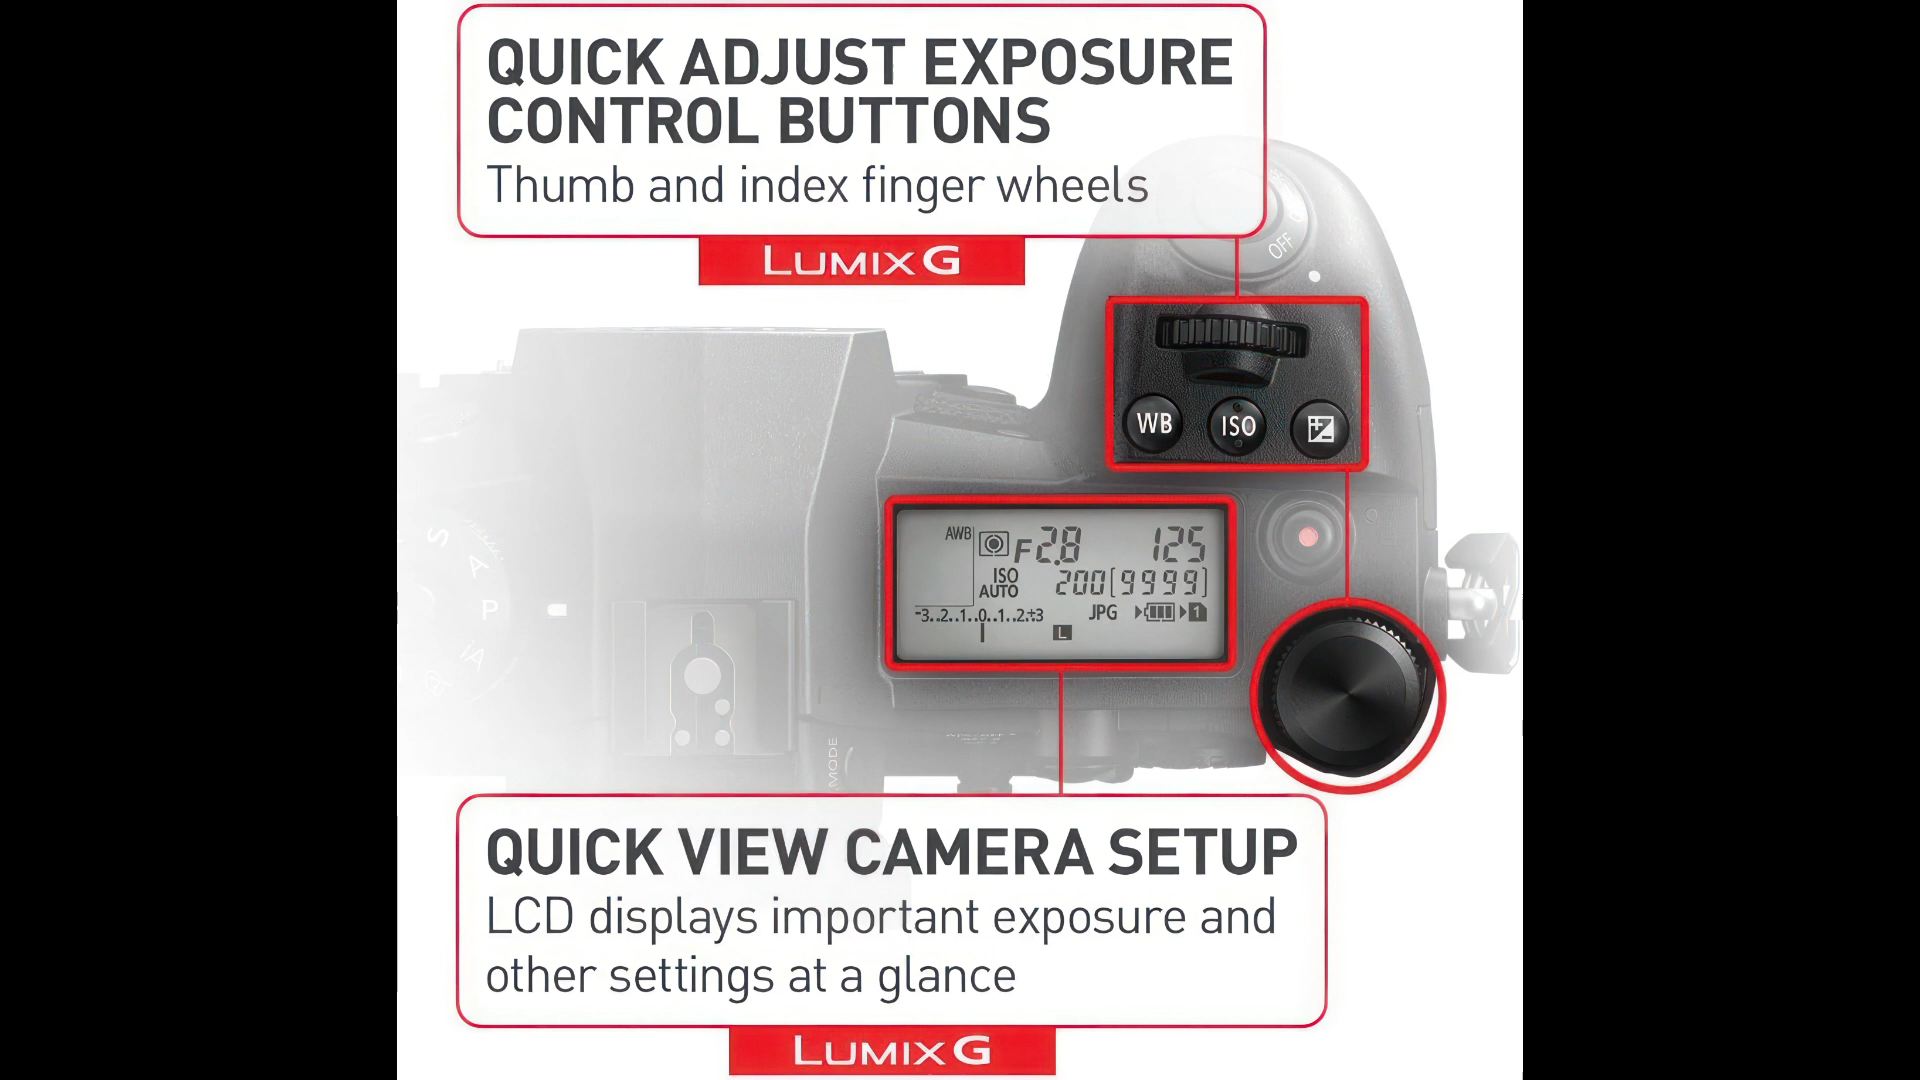 QUICK ADJUST EXPOSURE
CONTROL BUTTONS
Thumb and index finger wheels
LUMIX G
OFF
WB ISO
AWB F2.8 125
ISO
AUTO 200[9999]
-3..2..1..0..1..2..+3 JPG 1
L
S
A
P
iA
MODE
QUICK VIEW CAMERA SETUP
LCD displays important exposure and
other settings at a glance
LUMIX G